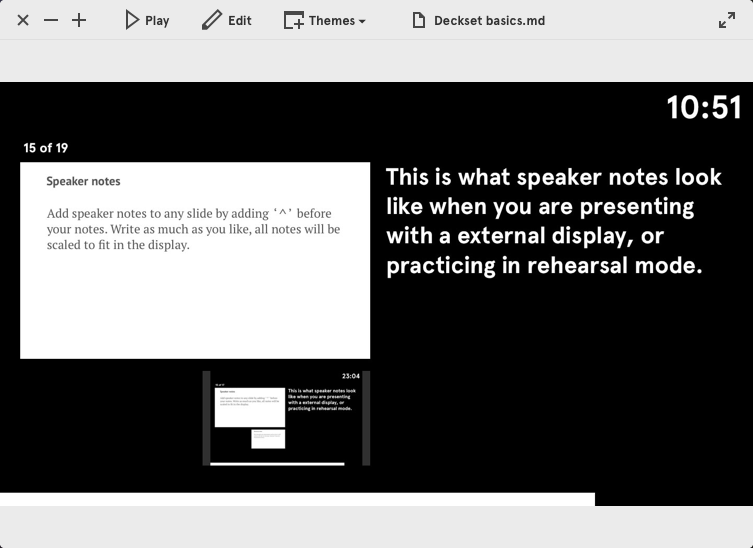 Play Edit Themes Deckset basics.md
10:51
15 of 19
Speaker notes
Add speaker notes to any slide by adding '^' before
your notes. Write as much as you like, all notes will be
scaled to fit in the display.
This is what speaker notes look
like when you are presenting
with a external display, or
practicing in rehearsal mode.
23:04
This is what speaker notes look
like when you are presenting
with a external display, or
practicing in rehearsal mode.